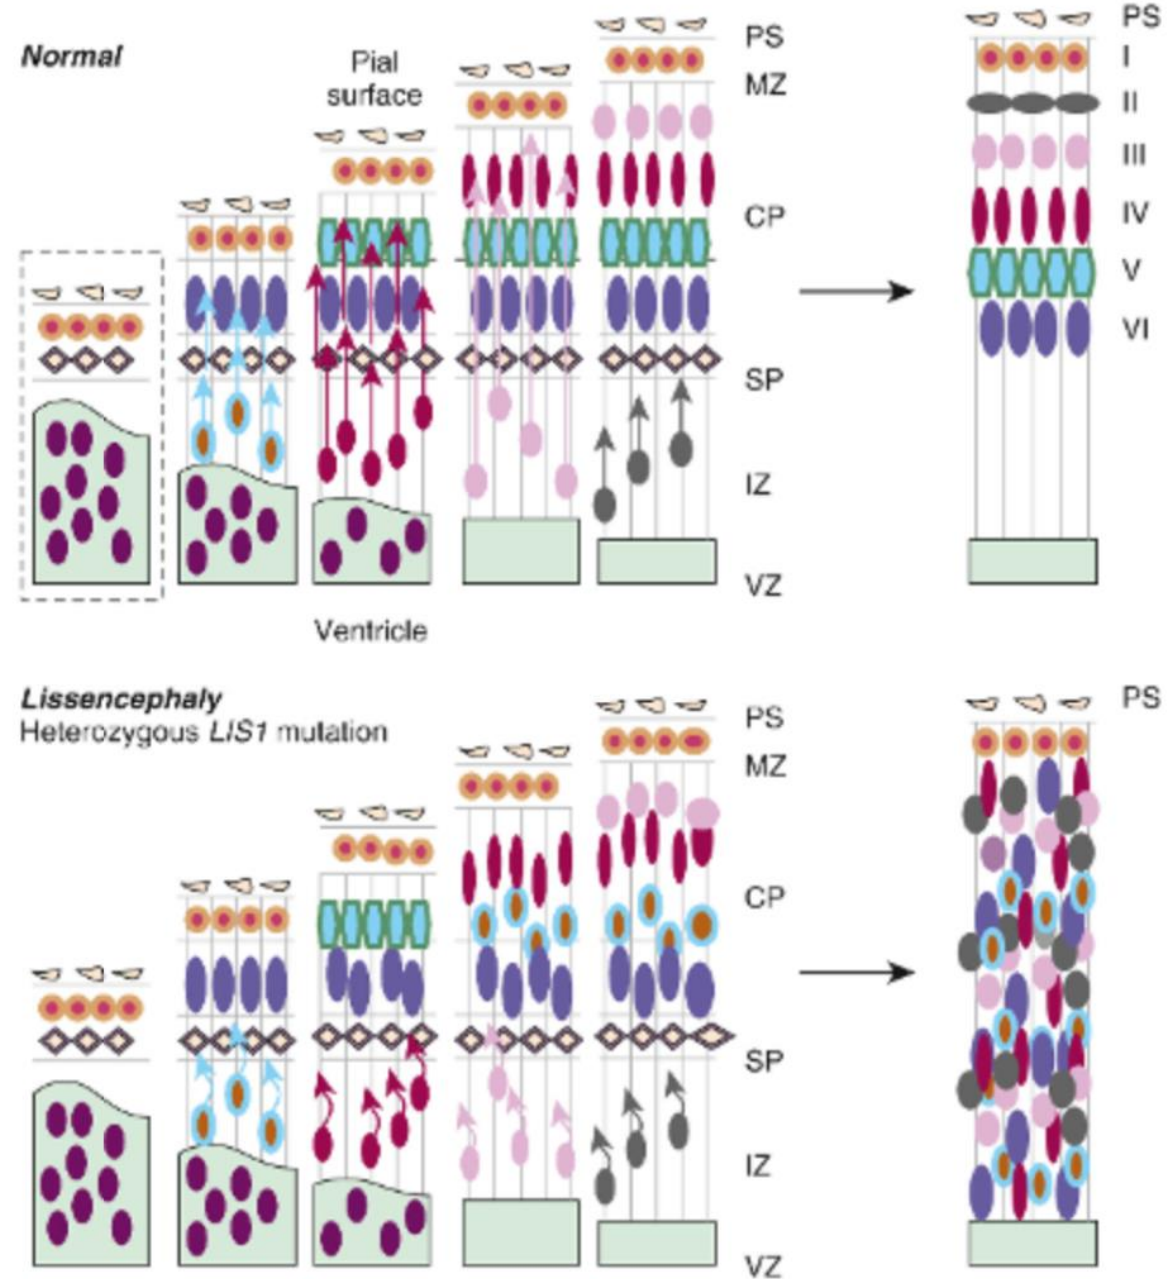 Normal
Pial
surface
PS
MZ
CP
SP
IZ
VZ
Ventricle
PS
I
II
III
IV
V
VI
Lissencephaly
Heterozygous LIS1 mutation
PS
MZ
CP
SP
IZ
VZ
PS